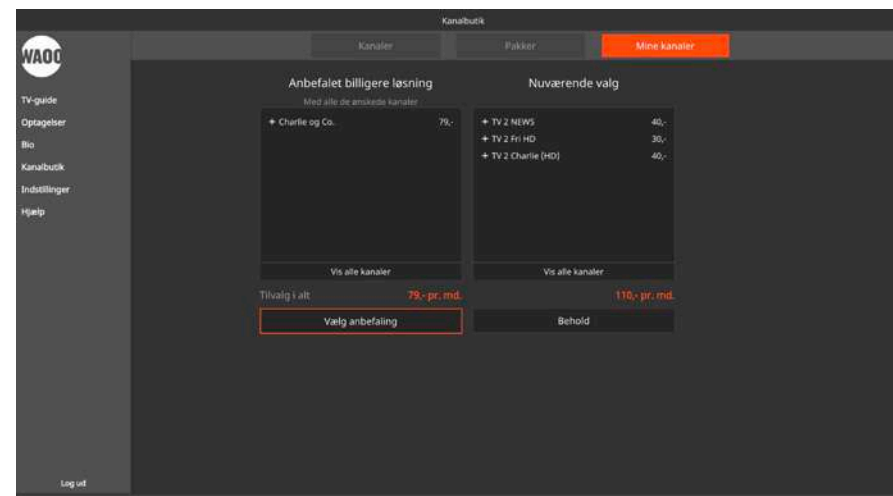 Kanalbutik
WAOO
Kanaler
Pakker
Mine kanaler
TV-guide
Optagelser
Bio
Kanalbutik
Indstillinger
Hjælp
Anbefalet billigere løsning
Med alle de ønskede kanaler
+ Charlie og Co. 79,-
Vis alle kanaler
Tilvalg i alt 79,- pr. md.
Vælg anbefaling
Nuværende valg
+ TV 2 NEWS 40,-
+ TV 2 Fri HD 30,-
+ TV 2 Charlie (HD) 40,-
Vis alle kanaler
110,- pr. md.
Behold
Log ud